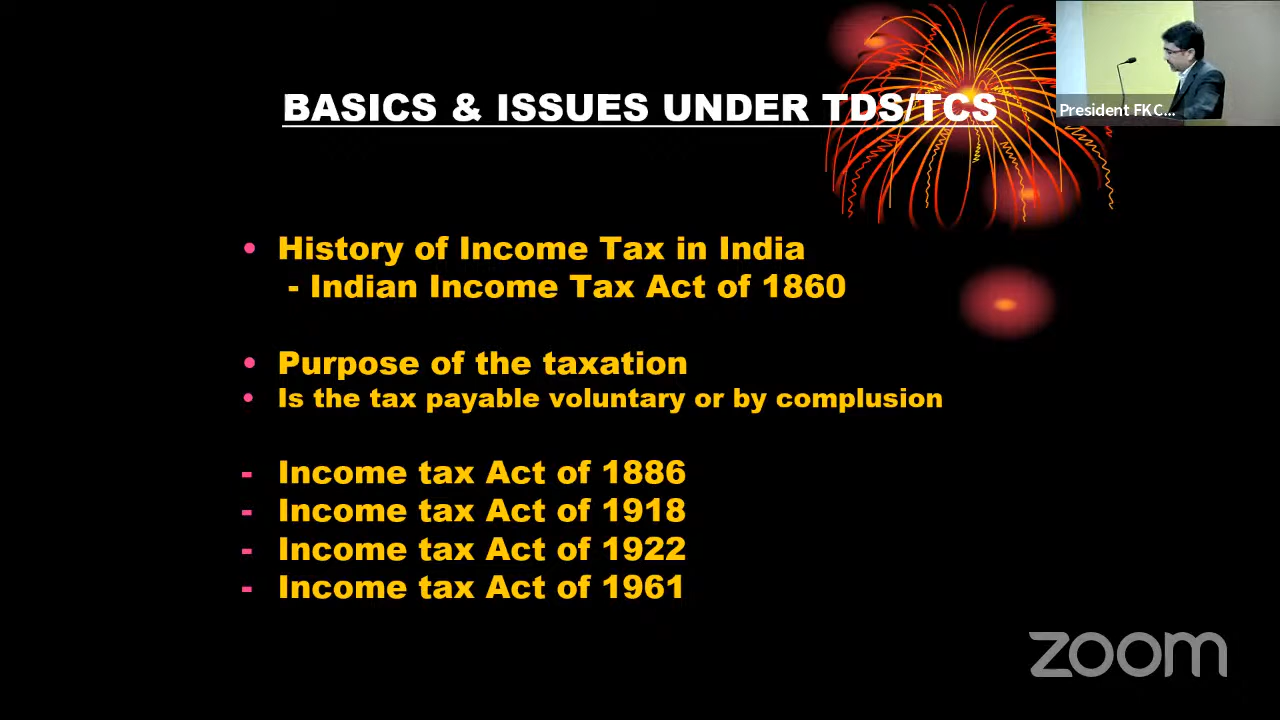 BASICS & ISSUES UNDER TDS/TCS
President FKC...
• History of Income Tax in India
- Indian Income Tax Act of 1860
• Purpose of the taxation
• Is the tax payable voluntary or by complusion
- Income tax Act of 1886
- Income tax Act of 1918
- Income tax Act of 1922
- Income tax Act of 1961
zoom